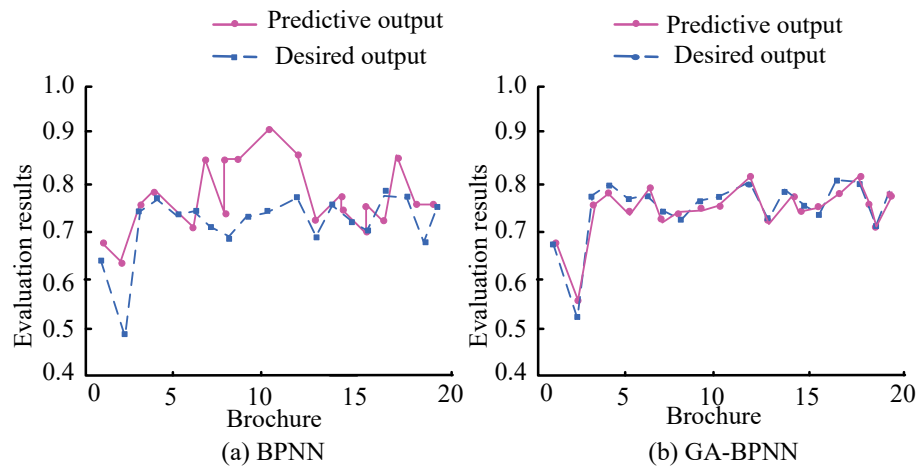 Predictive output
Desired output
1.0
0.9
0.8
0.7
0.6
0.5
0.4
Evaluation results
0 5 10 15 20
Brochure
(a) BPNN
Predictive output
Desired output
1.0
0.9
0.8
0.7
0.6
0.5
0.4
Evaluation results
0 5 10 15 20
Brochure
(b) GA-BPNN